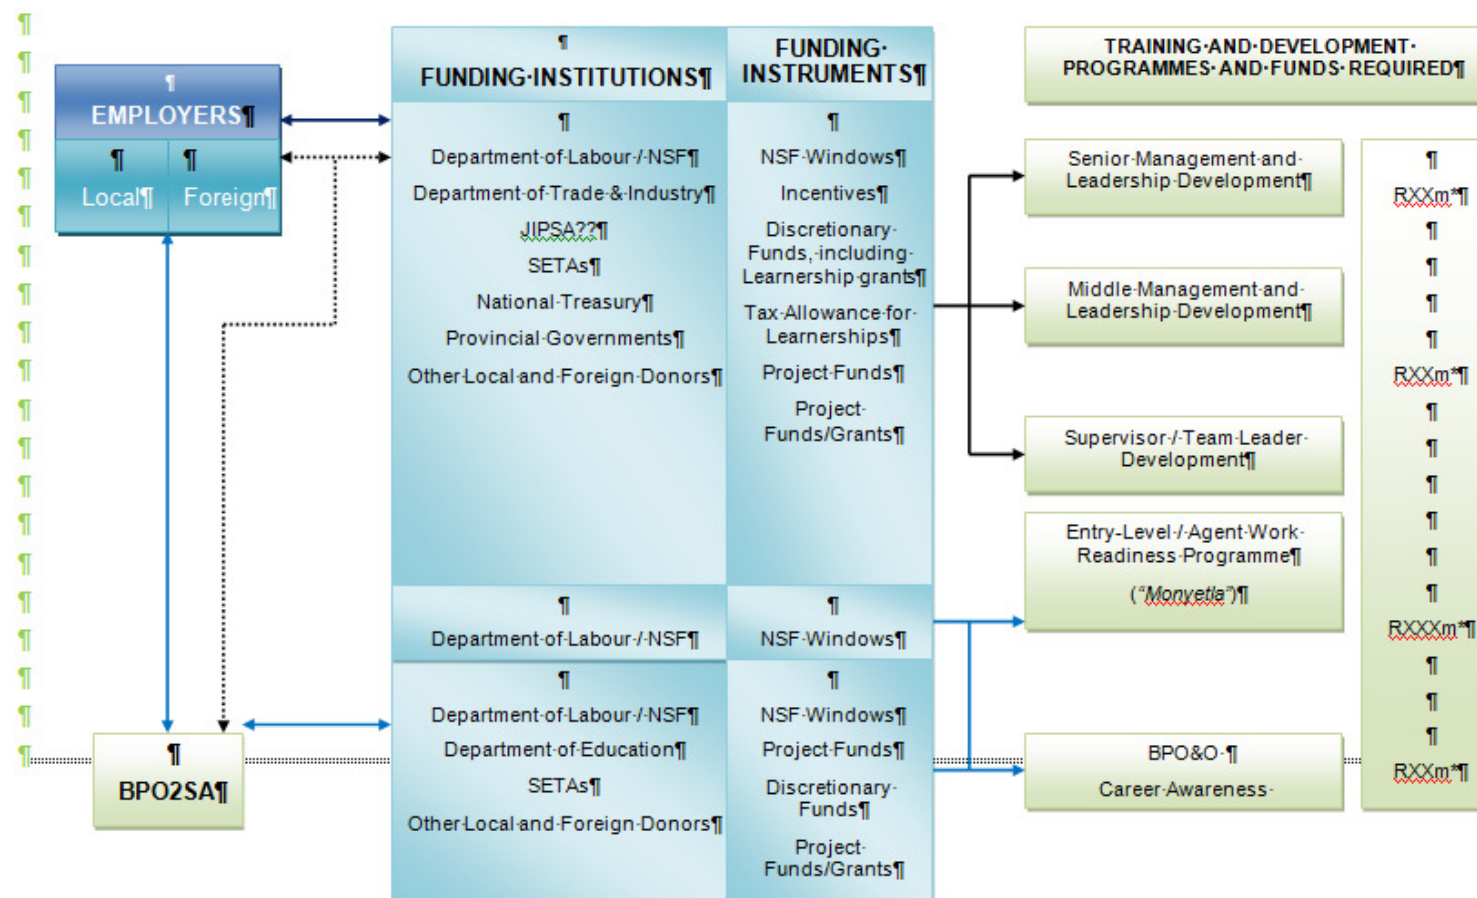 EMPLOYERS¶
¶
Local¶
¶
Foreign¶
¶
BPO2SA¶
¶
FUNDING·INSTITUTIONS¶
¶
Department·of·Labour·/·NSF¶
Department·of·Trade·&·Industry¶
JIPSA??¶
SETAs¶
National·Treasury¶
Provincial·Governments¶
Other·Local·and·Foreign·Donors¶
¶
Department·of·Labour·/·NSF¶
¶
Department·of·Labour·/·NSF¶
Department·of·Education¶
SETAs¶
Other·Local·and·Foreign·Donors¶
FUNDING·
INSTRUMENTS¶
¶
NSF·Windows¶
Incentives¶
Discretionary·
Funds,·including·
Learnership·grants¶
Tax·Allowance·for·
Learnerships¶
Project·Funds¶
Project·
Funds/Grants¶
¶
NSF·Windows¶
¶
NSF·Windows¶
Project·Funds¶
Discretionary·
Funds¶
Project·
Funds/Grants¶
TRAINING·AND·DEVELOPMENT·
PROGRAMMES·AND·FUNDS·REQUIRED¶
Senior·Management·and·
Leadership·Development¶
Middle·Management·and·
Leadership·Development¶
Supervisor·/·Team·Leader·
Development¶
Entry-Level·/·Agent·Work·
Readiness·Programme¶
("Monyetla")¶
BPO&O·¶
Career·Awareness·
¶
RXXm*¶
¶
¶
¶
¶
RXXm*¶
¶
¶
¶
¶
¶
¶
RXXXm*¶
¶
¶
¶
RXXm*¶